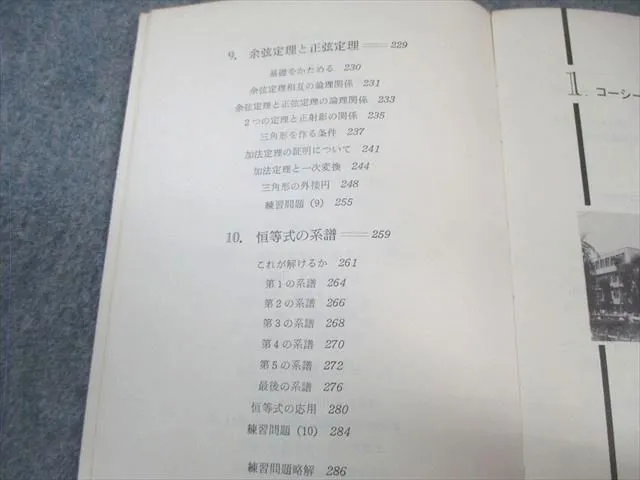 9. 余弦定理と正弦定理 —— 229
基礎をかためる 230
余弦定理相互の論理関係 231
余弦定理と正弦定理の論理関係 233
2つの定理と正射影の関係 235
三角形を作る条件 237
加法定理の証明について 241
加法定理と一次変換 244
三角形の外接円 248
練習問題 (9) 255
10. 恒等式の系譜 —— 259
これが解けるか 261
第1の系譜 264
第2の系譜 266
第3の系譜 268
第4の系譜 270
第5の系譜 272
最後の系譜 276
恒等式の応用 280
練習問題 (10) 284
練習問題略解 286
1. コーシー